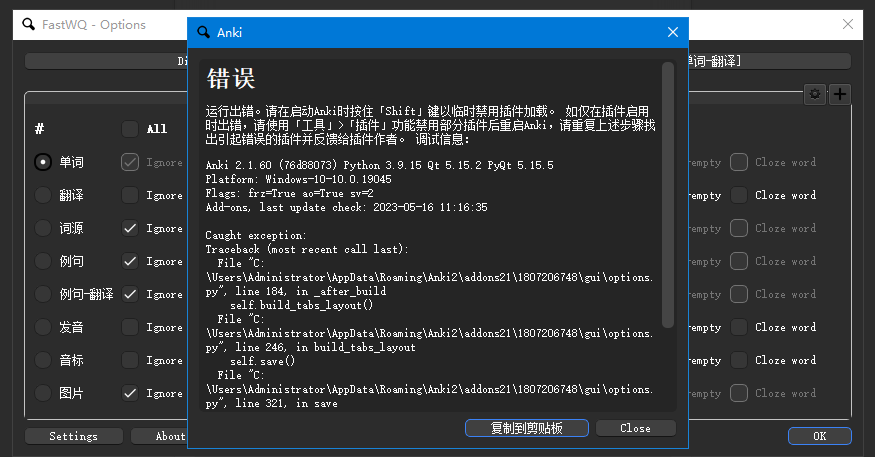 FastWQ - Options
Anki
Di
单词-翻译]
错误
运行出错。请在启动Anki时按住「Shift」键以临时禁用插件加载。 如仅在插件启用
时出错，请使用「工具」>「插件」功能禁用部分插件后重启Anki，请重复上述步骤找
出引起错误的插件并反馈给插件作者。 调试信息：
Anki 2.1.60 (76d88073) Python 3.9.15 Qt 5.15.2 PyQt 5.15.5
Platform: Windows-10-10.0.19045
Flags: frz=True ao=True sv=2
Add-ons, last update check: 2023-05-16 11:16:35
Caught exception:
Traceback (most recent call last):
File "C:
\Users\Administrator\AppData\Roaming\Anki2\addons21\1807206748\gui\options.
py", line 184, in _after_build
self.build_tabs_layout()
File "C:
\Users\Administrator\AppData\Roaming\Anki2\addons21\1807206748\gui\options.
py", line 246, in build_tabs_layout
self.save()
File "C:
\Users\Administrator\AppData\Roaming\Anki2\addons21\1807206748\gui\options.
py", line 321, in save
复制到剪贴板 Close
# All
单词 Ignore empty Cloze word
翻译 Ignore empty Cloze word
词源 Ignore empty Cloze word
例句 Ignore empty Cloze word
例句-翻译 Ignore empty Cloze word
发音 Ignore empty Cloze word
音标 Ignore empty Cloze word
图片 Ignore empty Cloze word
Settings About OK